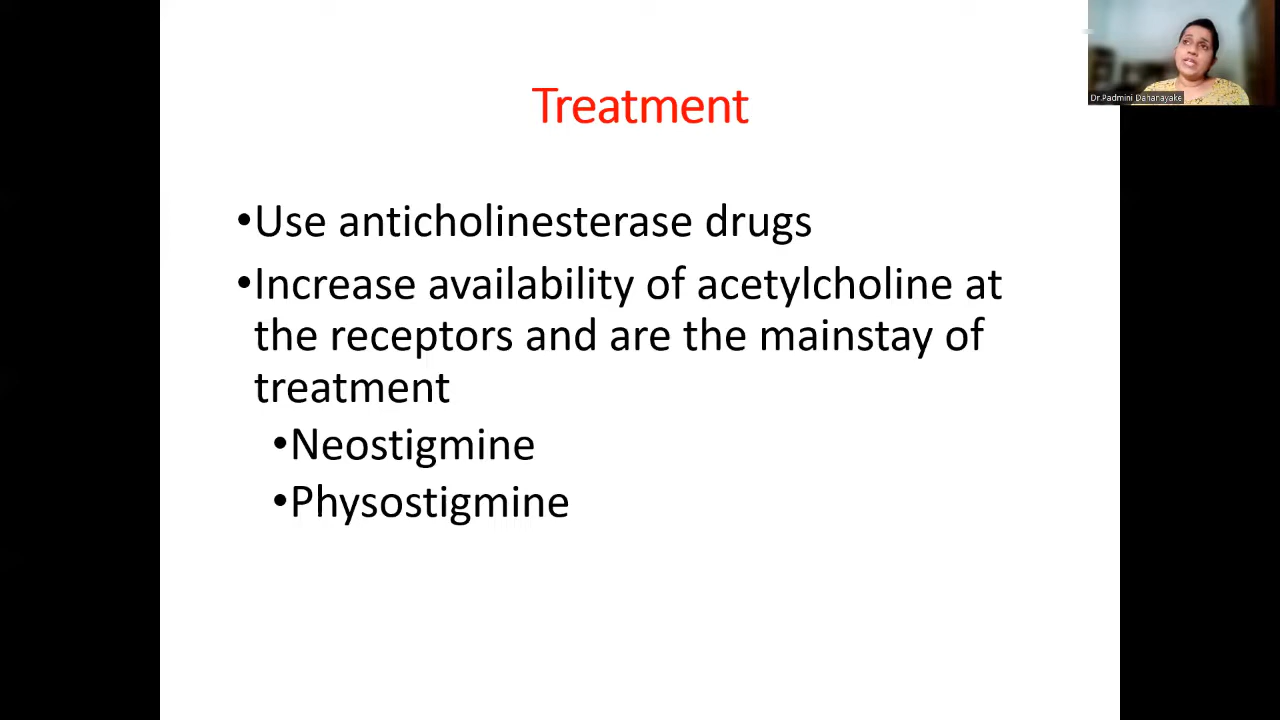 Treatment
•Use anticholinesterase drugs
•Increase availability of acetylcholine at
the receptors and are the mainstay of
treatment
•Neostigmine
•Physostigmine
Dr.Padmini Dahanayake